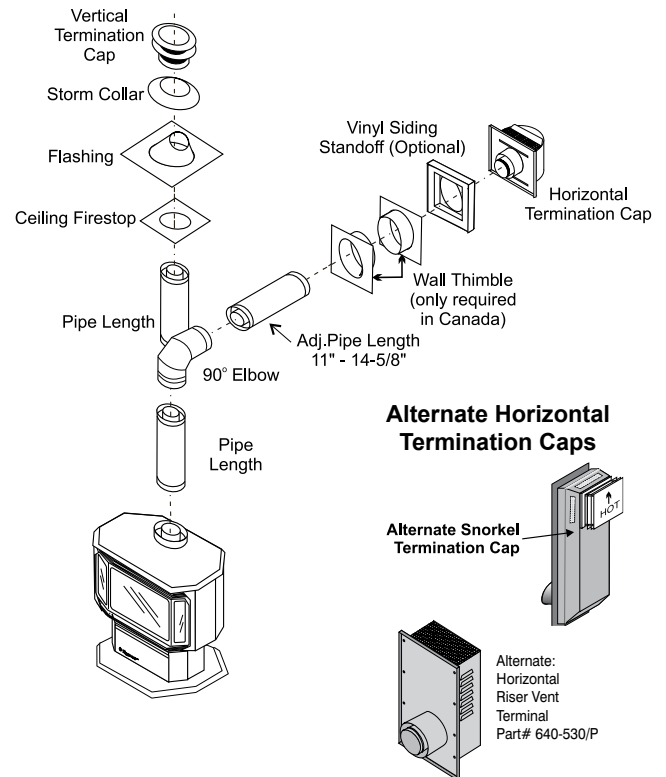 Vertical
Termination
Cap
Storm Collar
Flashing
Ceiling Firestop
Pipe Length
90° Elbow
Pipe
Length
Adj.Pipe Length
11" - 14-5/8"
Vinyl Siding
Standoff (Optional)
Horizontal
Termination Cap
Wall Thimble
(only required
in Canada)
Alternate Horizontal
Termination Caps
HOT
Alternate Snorkel
Termination Cap
Alternate:
Horizontal
Riser Vent
Terminal
Part# 640-530/P